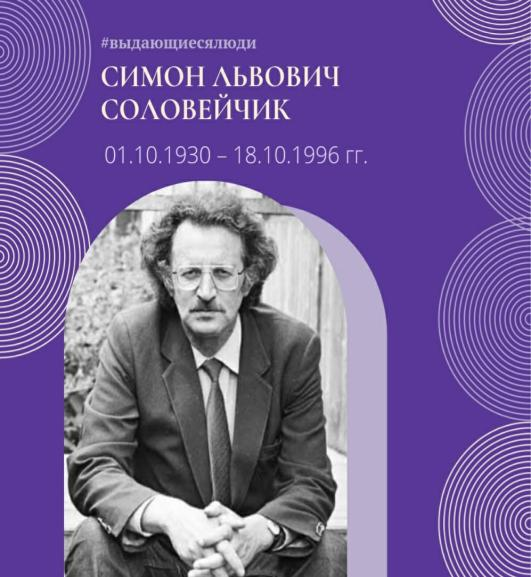 #выдающиесялюди
СИМОН ЛЬВОВИЧ
СОЛОВЕЙЧИК
01.10.1930 – 18.10.1996 гг.